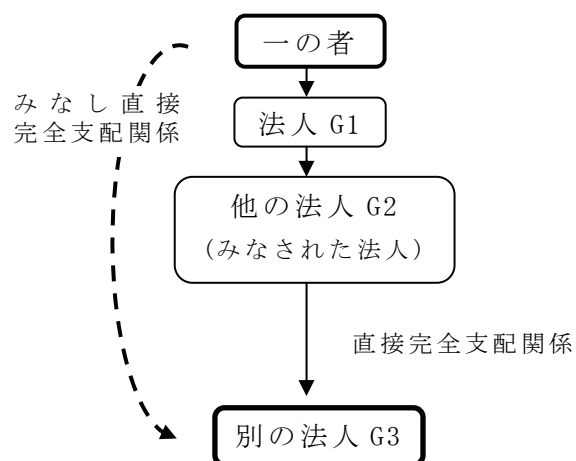 一の者
みなし直接
完全支配関係
法人 G1
他の法人 G2
(みなされた法人)
直接完全支配関係
別の法人 G3